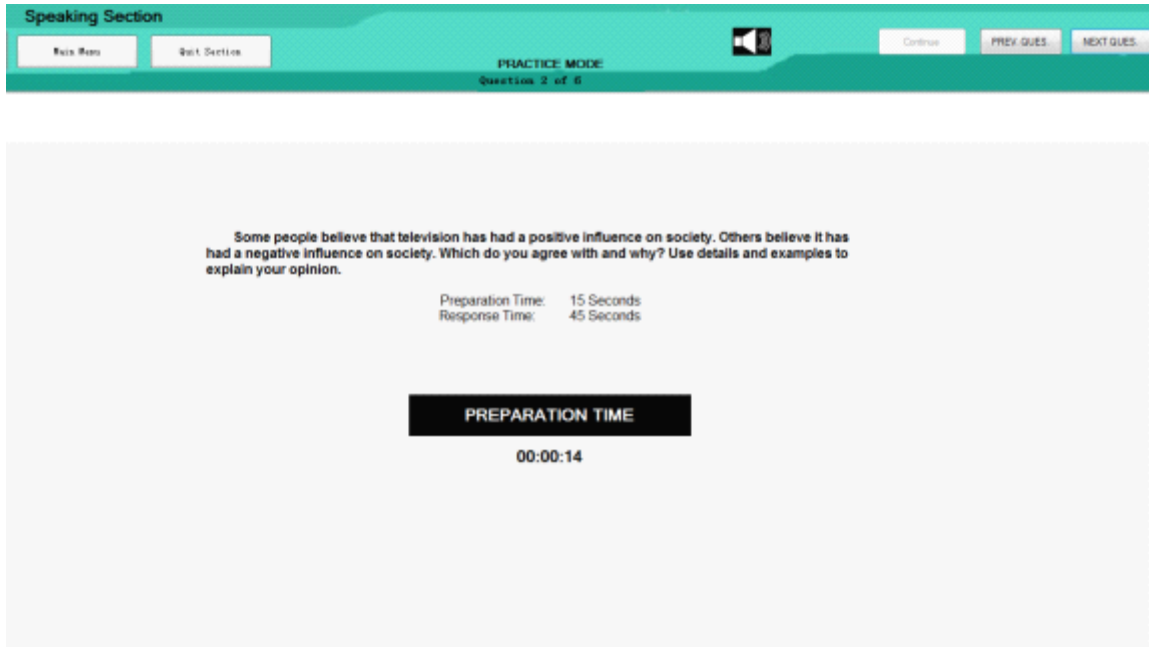 Speaking Section
Main Menu
Quit Section
Continue
PREV. QUES.
NEXT QUES.
PRACTICE MODE
Question 2 of 6
Some people believe that television has had a positive influence on society. Others believe it has
had a negative influence on society. Which do you agree with and why? Use details and examples to
explain your opinion.
Preparation Time: 15 Seconds
Response Time: 45 Seconds
PREPARATION TIME
00:00:14